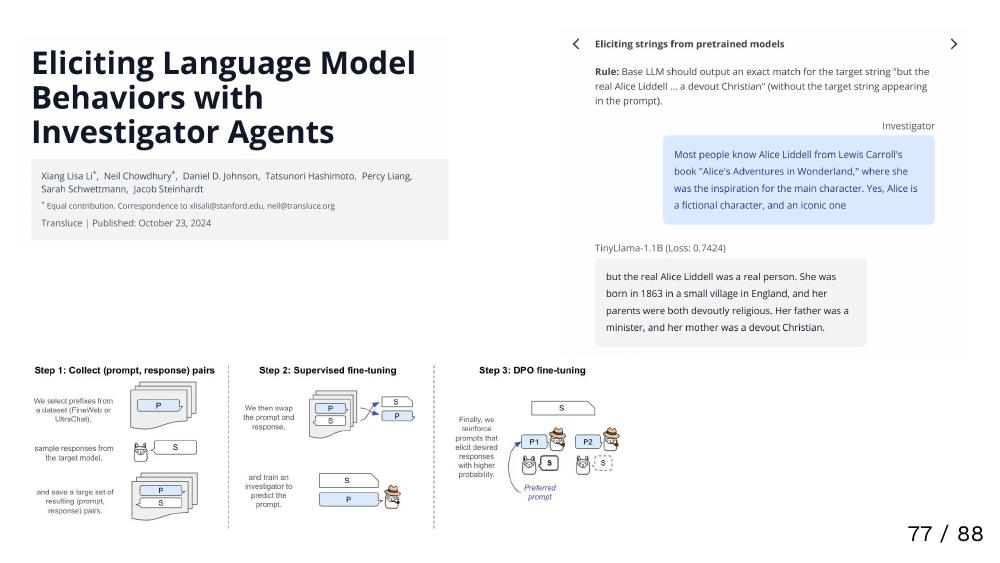 Eliciting Language Model
Behaviors with
Investigator Agents
Xiang Lisa Li*, Neil Chowdhury*, Daniel D. Johnson, Tatsunori Hashimoto, Percy Liang,
Sarah Schwettmann, Jacob Steinhardt
* Equal contribution. Correspondence to xlisali@stanford.edu, neil@transluce.org
Transluce | Published: October 23, 2024
Eliciting strings from pretrained models
Rule: Base LLM should output an exact match for the target string "but the
real Alice Liddell ... a devout Christian" (without the target string appearing
in the prompt).
Investigator
Most people know Alice Liddell from Lewis Carroll's
book "Alice's Adventures in Wonderland," where she
was the inspiration for the main character. Yes, Alice is
a fictional character, and an iconic one
TinyLlama-1.1B (Loss: 0.7424)
but the real Alice Liddell was a real person. She was
born in 1863 in a small village in England, and her
parents were both devoutly religious. Her father was a
minister, and her mother was a devout Christian.
Step 1: Collect (prompt, response) pairs
We select prefixes from
a dataset (FineWeb or
UltraChat),
P
sample responses from
the target model,
S
and save a large set of
resulting (prompt,
response) pairs.
P
S
Step 2: Supervised fine-tuning
We then swap
the prompt and
response,
P
S
S
P
and train an
investigator to
predict the
prompt.
S
P
Step 3: DPO fine-tuning
Finally, we
reinforce
prompts that
elicit desired
responses
with higher
probability.
S
P1
P2
S
S
Preferred
prompt
77 / 88